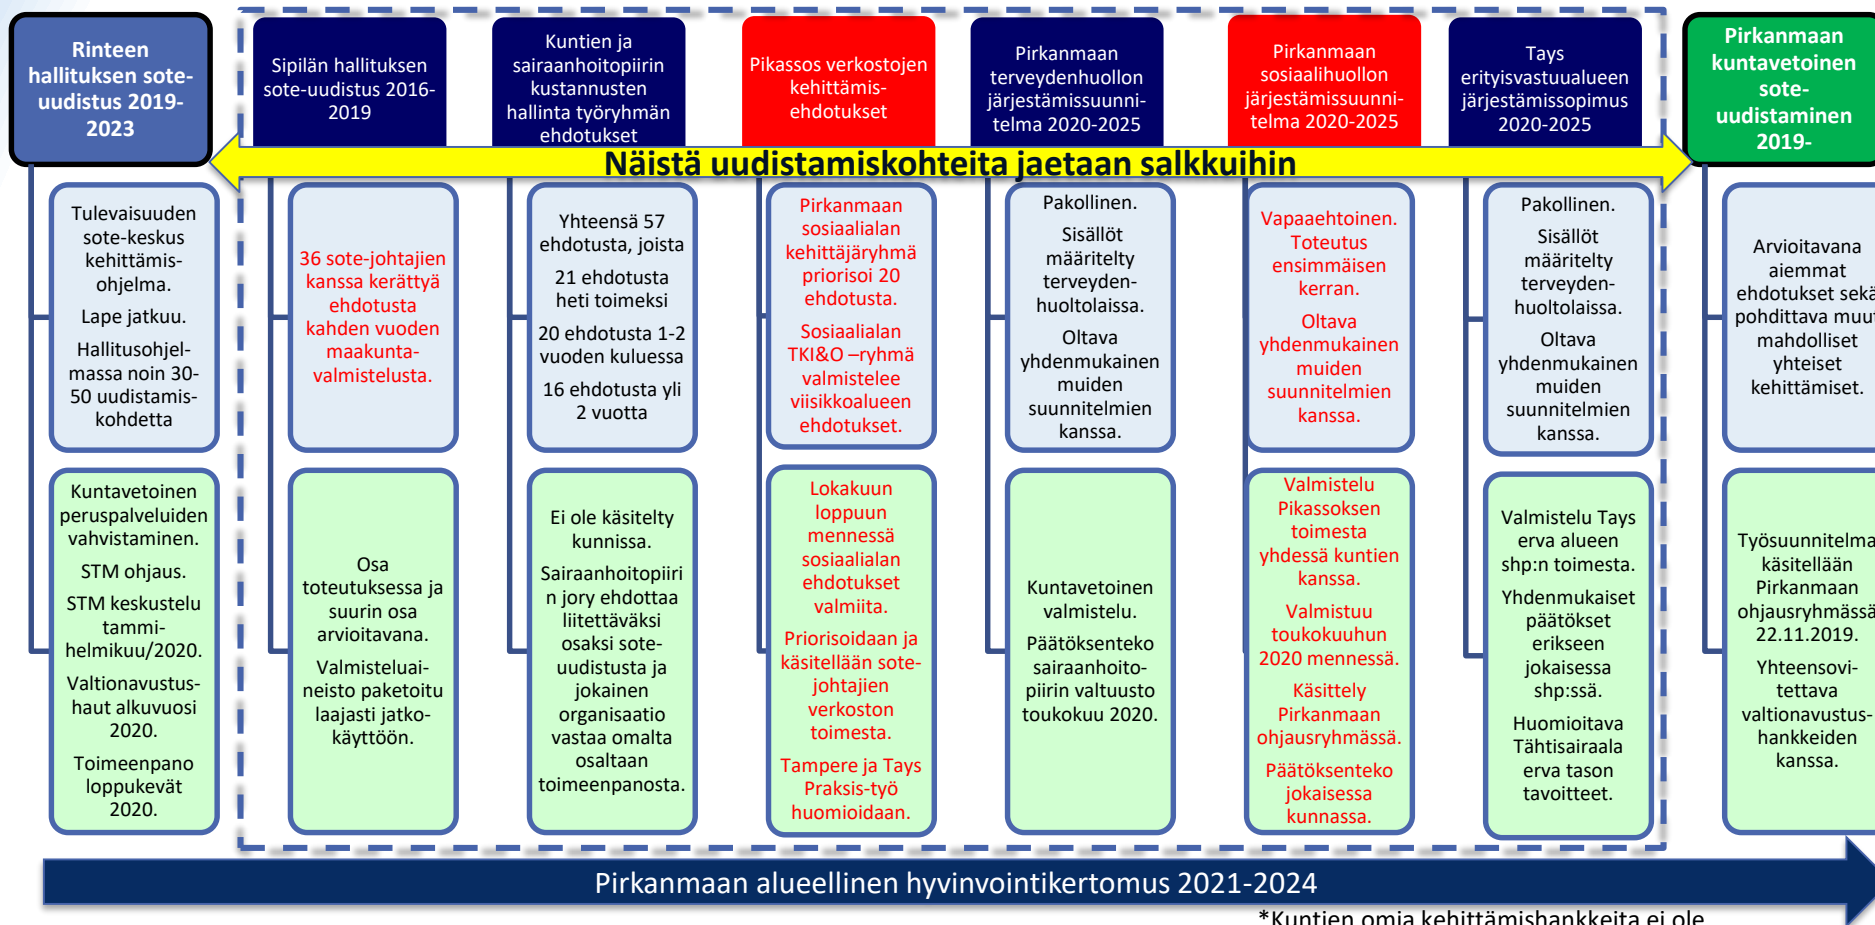 Rinteen
hallituksen sote-
uudistus 2019-
2023
Tulevaisuuden
sote-keskus
kehittämis-
ohjelma.
Lape jatkuu.
Hallitusohjel-
massa noin 30-
50 uudistamis-
kohdetta
Kuntavetoinen
peruspalveluiden
vahvistaminen.
STM ohjaus.
STM keskustelu
tammi-
helmikuu/2020.
Valtionavustus-
haut alkuvuosi
2020.
Toimeenpano
loppukevät
2020.
Sipilän hallituksen
sote-uudistus 2016-
2019
36 sote-johtajien
kanssa kerättyä
ehdotusta
kahden vuoden
maakunta-
valmistelusta.
Osa
toteutuksessa ja
suurin osa
arvioitavana.
Valmisteluai-
neisto paketoitu
laajasti jatko-
käyttöön.
Kuntien ja
sairaanhoitopiirin
kustannusten
hallinta työryhmän
ehdotukset
Yhteensä 57
ehdotusta, joista
21 ehdotusta
heti toimeksi
20 ehdotusta 1-2
vuoden kuluessa
16 ehdotusta yli
2 vuotta
Ei ole käsitelty
kunnissa.
Sairaanhoitopiiri
n jory ehdottaa
liitettäväksi
osaksi sote-
uudistusta ja
jokainen
organisaatio
vastaa omalta
osaltaan
toimeenpanosta.
Pikassos verkostojen
kehittämis-
ehdotukset
Pirkanmaan
sosiaalialan
kehittäjäryhmä
priorisoi 20
ehdotusta.
Sosiaalialan
TKI&O –ryhmä
valmistelee
viisikkoalueen
ehdotukset.
Lokakuun
loppuun
mennessä
sosiaalialan
ehdotukset
valmiita.
Priorisoidaan ja
käsitellään sote-
johtajien
verkoston
toimesta.
Tampere ja Tays
Praksis-työ
huomioidaan.
Pirkanmaan
terveydenhuollon
järjestämissuunni-
telma 2020-2025
Pakollinen.
Sisällöt
määritelty
terveyden-
huoltolaissa.
Oltava
yhdenmukainen
muiden
suunnitelmien
kanssa.
Kuntavetoinen
valmistelu.
Päätöksenteko
sairaanhoito-
piirin valtuusto
toukokuu 2020.
Pirkanmaan
sosiaalihuollon
järjestämissuunni-
telma 2020-2025
Vapaaehtoinen.
Toteutus
ensimmäisen
kerran.
Oltava
yhdenmukainen
muiden
suunnitelmien
kanssa.
Valmistelu
Pikassoksen
toimesta
yhdessä kuntien
kanssa.
Valmistuu
toukokuuhun
2020 mennessä.
Käsittely
Pirkanmaan
ohjausryhmässä.
Päätöksenteko
jokaisessa
kunnassa.
Tays
erityisvastuualueen
järjestämissopimus
2020-2025
Pakollinen.
Sisällöt
määritelty
terveyden-
huoltolaissa.
Oltava
yhdenmukainen
muiden
suunnitelmien
kanssa.
Valmistelu Tays
erva alueen
shp:n toimesta.
Yhdenmukaiset
päätökset
erikseen
jokaisessa
shp:ssä.
Huomioitava
Tähtisairaala
erva tason
tavoitteet.
Pirkanmaan
kuntavetoinen
sote-
uudistaminen
2019-
Arvioitavana
aiemmat
ehdotukset sekä
pohdittava muut
mahdolliset
yhteiset
kehittämiset.
Työsuunnitelma
käsitellään
Pirkanmaan
ohjausryhmässä
22.11.2019.
Yhteensovi-
tettava
valtionavustus-
hankkeiden
kanssa.
Näistä uudistamiskohteita jaetaan salkkuihin
Pirkanmaan alueellinen hyvinvointikertomus 2021-2024
*Kuntien omia kehittämishankkeita ei ole